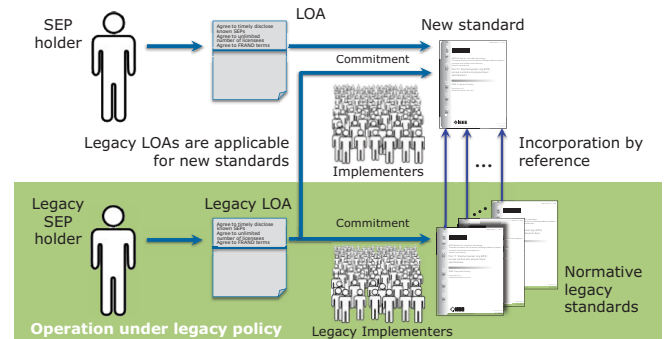 SEP
holder
LOA
Agree to timely disclose
known SEPs
Agree to unlimited
number of licensees
Agree to FRAND terms
Commitment
New standard
IEEE
Legacy LOAs are applicable
for new standards
Implementers
...
Incorporation by
reference
Legacy
SEP
holder
Legacy LOA
Agree to timely disclose
known SEPs
Agree to unlimited
number of licensees
Agree to FRAND terms
Commitment
IEEE
Normative
legacy
standards
Operation under legacy policy
Legacy Implementers